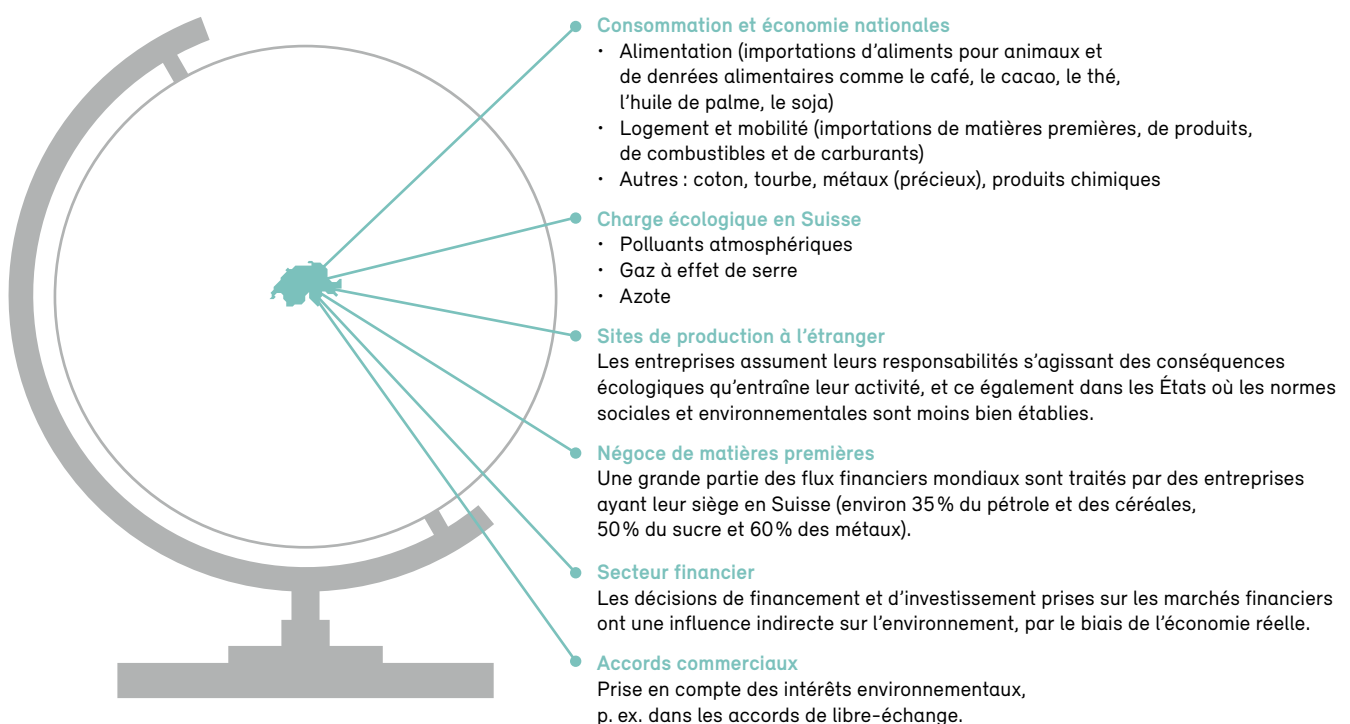 Consommation et économie nationales
· Alimentation (importations d’aliments pour animaux et
de denrées alimentaires comme le café, le cacao, le thé,
l’huile de palme, le soja)
· Logement et mobilité (importations de matières premières, de produits,
de combustibles et de carburants)
· Autres : coton, tourbe, métaux (précieux), produits chimiques
Charge écologique en Suisse
· Polluants atmosphériques
· Gaz à effet de serre
· Azote
Sites de production à l’étranger
Les entreprises assument leurs responsabilités s’agissant des conséquences
écologiques qu’entraîne leur activité, et ce également dans les États où les normes
sociales et environnementales sont moins bien établies.
Négoce de matières premières
Une grande partie des flux financiers mondiaux sont traités par des entreprises
ayant leur siège en Suisse (environ 35 % du pétrole et des céréales,
50 % du sucre et 60 % des métaux).
Secteur financier
Les décisions de financement et d’investissement prises sur les marchés financiers
ont une influence indirecte sur l’environnement, par le biais de l’économie réelle.
Accords commerciaux
Prise en compte des intérêts environnementaux,
p. ex. dans les accords de libre-échange.